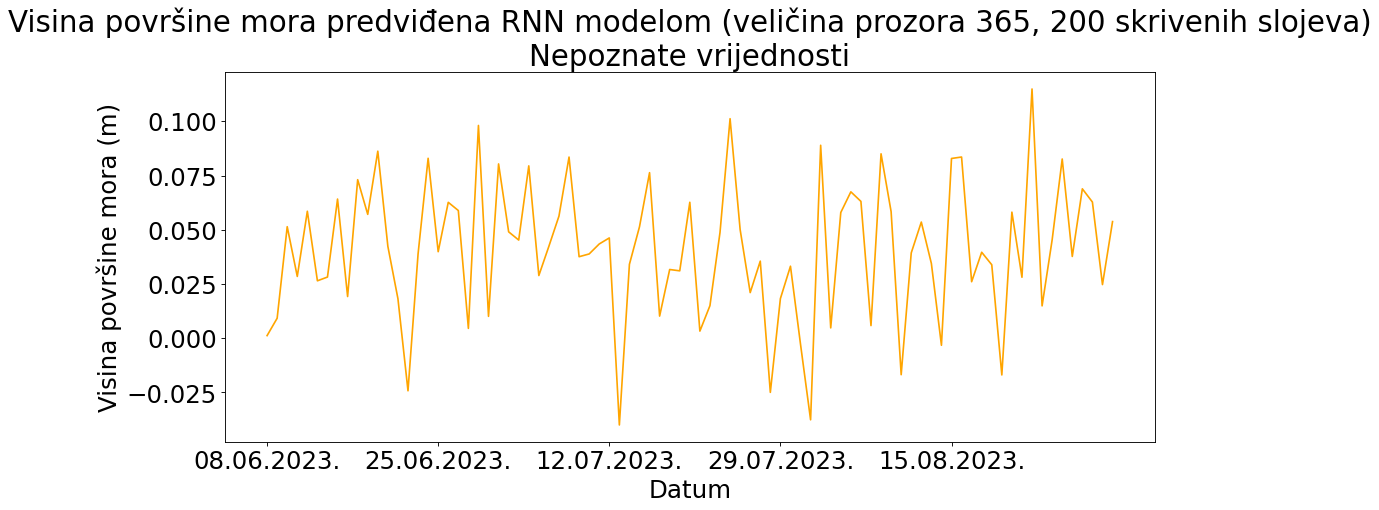 Visina površine mora predviđena RNN modelom (veličina prozora 365, 200 skrivenih slojeva)
Nepoznate vrijednosti
Visina površine mora (m)
0.100
0.075
0.050
0.025
0.000
−0.025
08.06.2023. 25.06.2023. 12.07.2023. 29.07.2023. 15.08.2023.
Datum